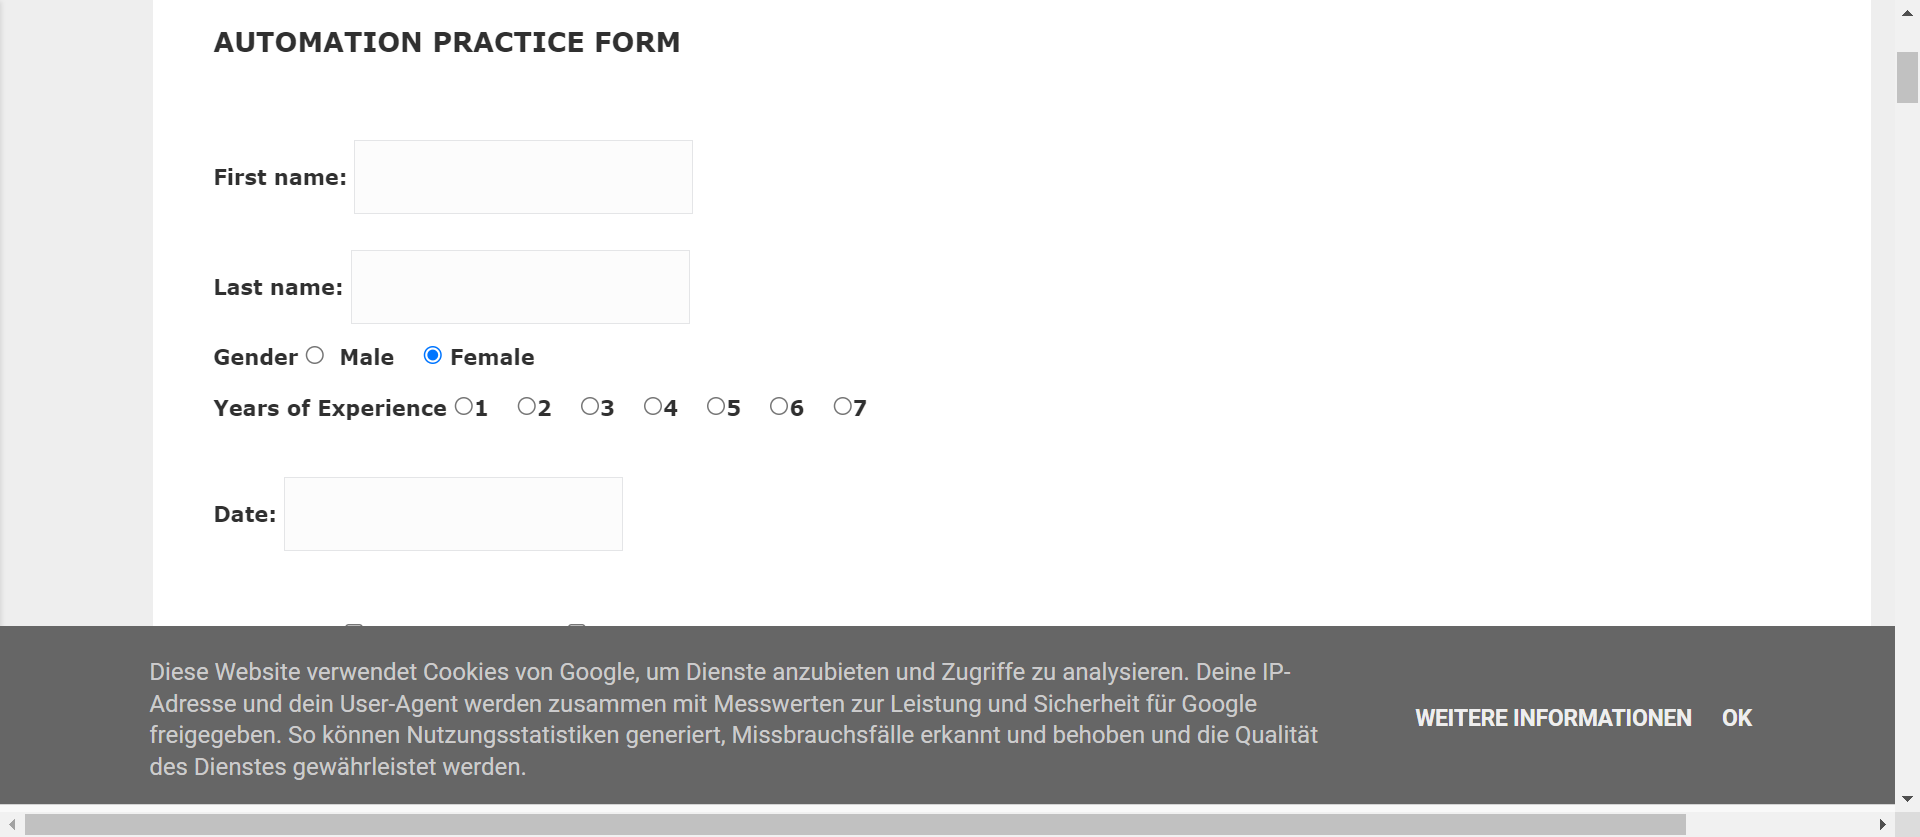 AUTOMATION PRACTICE FORM
First name:
Last name:
Gender Male Female
Years of Experience 1 2 3 4 5 6 7
Date:
Diese Website verwendet Cookies von Google, um Dienste anzubieten und Zugriffe zu analysieren. Deine IP-
Adresse und dein User-Agent werden zusammen mit Messwerten zur Leistung und Sicherheit für Google
freigegeben. So können Nutzungsstatistiken generiert, Missbrauchsfälle erkannt und behoben und die Qualität
des Dienstes gewährleistet werden.
WEITERE INFORMATIONEN OK